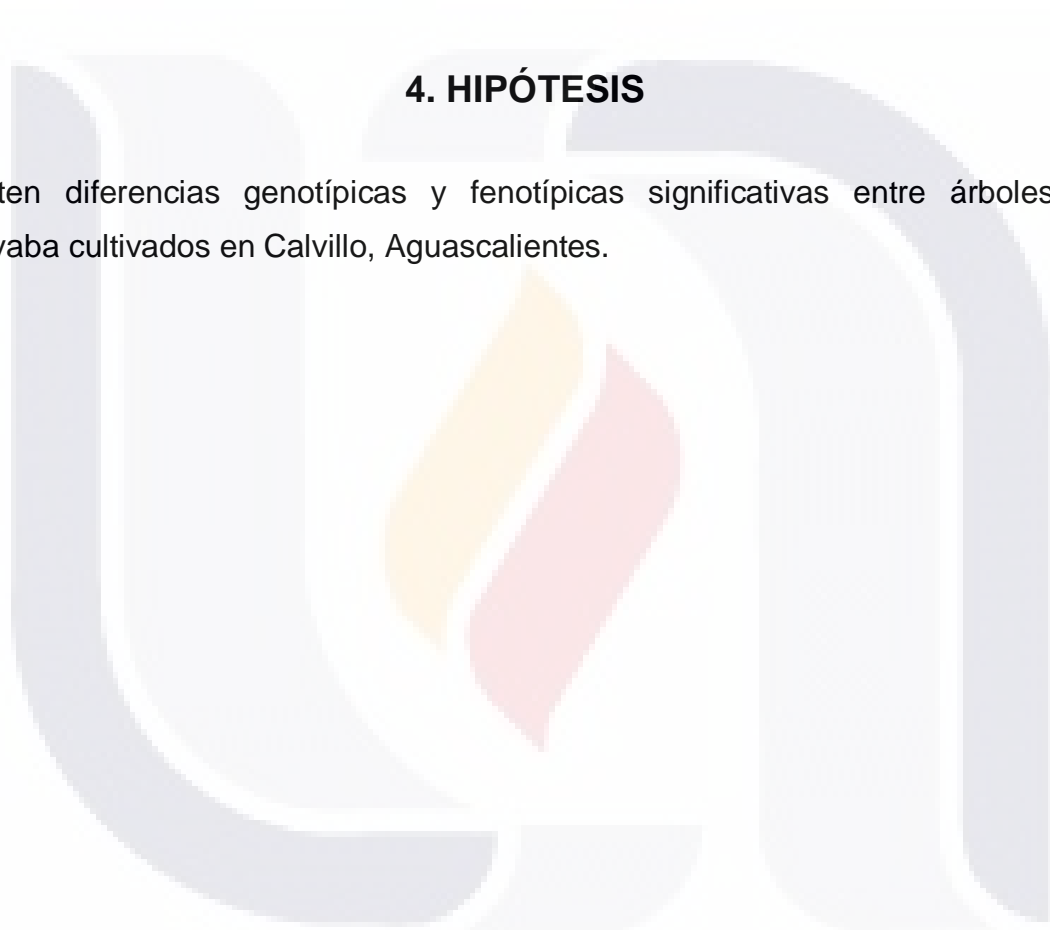 4. HIPÓTESIS
ten diferencias genotípicas y fenotípicas significativas entre árboles
yaba cultivados en Calvillo, Aguascalientes.